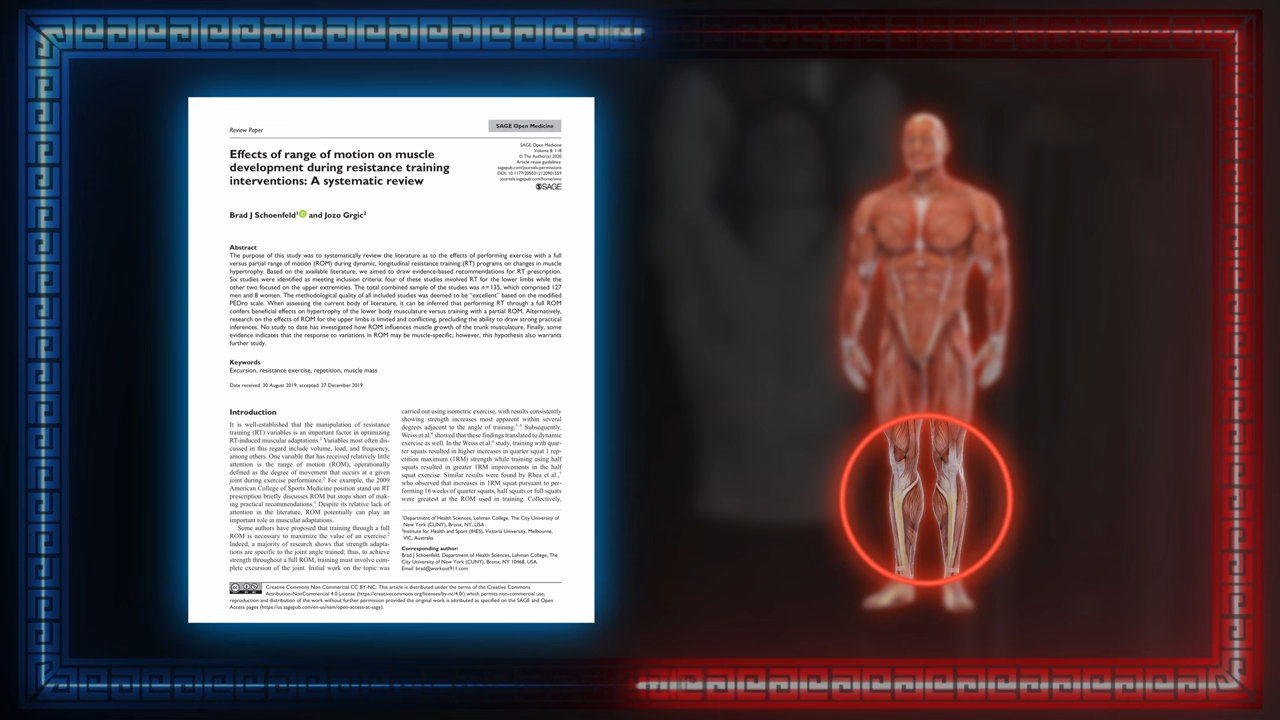 Review Paper
SAGE Open Medicine
SAGE Open Medicine
Volume 8: 1–8
© The Author(s) 2020
Article reuse guidelines:
sagepub.com/journals-permissions
DOI: 10.1177/2050312120901559
journals.sagepub.com/home/smo
SAGE
Effects of range of motion on muscle
development during resistance training
interventions: A systematic review
Brad J Schoenfeld¹ and Jozo Grgic²
Abstract
The purpose of this study was to systematically review the literature as to the effects of performing exercise with a full
versus partial range of motion (ROM) during dynamic, longitudinal resistance training (RT) programs on changes in muscle
hypertrophy. Based on the available literature, we aimed to draw evidence-based recommendations for RT prescription.
Six studies were identified as meeting inclusion criteria: four of these studies involved RT for the lower limbs while the
other two focused on the upper extremities. The total combined sample of the studies was n = 135, which comprised 127
men and 8 women. The methodological quality of all included studies was deemed to be “excellent” based on the modified
PEDro scale. When assessing the current body of literature, it can be inferred that performing RT through a full ROM
confers beneficial effects on hypertrophy of the lower body musculature versus training with a partial ROM. Alternatively,
research on the effects of ROM for the upper limbs is limited and conflicting, precluding the ability to draw strong practical
inferences. No study to date has investigated how ROM influences muscle growth of the trunk musculature. Finally, some
evidence indicates that the response to variations in ROM may be muscle-specific; however, this hypothesis also warrants
further study.
Keywords
Excursion, resistance exercise, repetition, muscle mass
Date received: 30 August 2019; accepted: 27 December 2019
Introduction
It is well-established that the manipulation of resistance
training (RT) variables is an important factor in optimizing
RT-induced muscular adaptations.¹ Variables most often dis-
cussed in this regard include volume, load, and frequency,
among others. One variable that has received relatively little
attention is the range of motion (ROM), operationally
defined as the degree of movement that occurs at a given
joint during exercise performance.² For example, the 2009
American College of Sports Medicine position stand on RT
prescription briefly discusses ROM but stops short of mak-
ing practical recommendations.¹ Despite its relative lack of
attention in the literature, ROM potentially can play an
important role in muscular adaptations.
Some authors have proposed that training through a full
ROM is necessary to maximize the value of an exercise.²
Indeed, a majority of research shows that strength adapta-
tions are specific to the joint angle trained; thus, to achieve
strength throughout a full ROM, training must involve com-
plete excursion of the joint. Initial work on the topic was
carried out using isometric exercise, with results consistently
showing strength increases most apparent within several
degrees adjacent to the angle of training.³⁻⁵ Subsequently,
Weiss et al.⁶ showed that these findings translated to dynamic
exercise as well. In the Weiss et al.⁶ study, training with quar-
ter squats resulted in higher increases in quarter squat 1 rep-
etition maximum (1RM) strength while training using half
squats resulted in greater 1RM improvements in the half
squat exercise. Similar results were found by Rhea et al.,⁷
who observed that increases in 1RM squat pursuant to per-
forming 16 weeks of quarter squats, half squats or full squats
were greatest at the ROM used in training. Collectively,
¹Department of Health Sciences, Lehman College, The City University of
New York (CUNY), Bronx, NY, USA
²Institute for Health and Sport (IHES), Victoria University, Melbourne,
VIC, Australia
Corresponding author:
Brad J Schoenfeld, Department of Health Sciences, Lehman College, The
City University of New York (CUNY), Bronx, NY 10468, USA.
Email: brad@workout911.com
Creative Commons Non Commercial CC BY-NC: This article is distributed under the terms of the Creative Commons
Attribution-NonCommercial 4.0 License (https://creativecommons.org/licenses/by-nc/4.0/) which permits non-commercial use,
reproduction and distribution of the work without further permission provided the original work is attributed as specified on the SAGE and Open
Access pages (https://us.sagepub.com/en-us/nam/open-access-at-sage).